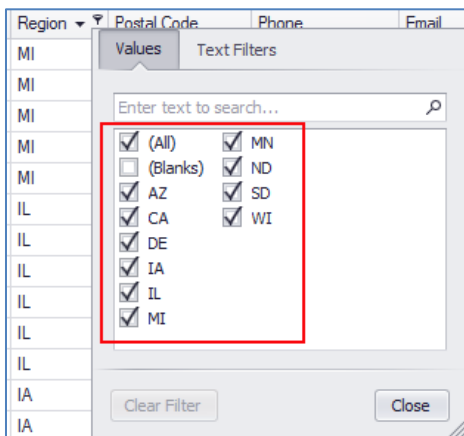 Region Postal Code Phone Email
MI
MI
MI
MI
MI
IL
IL
IL
IL
IL
IL
IA
IA
Values Text Filters
Enter text to search...
(All) MN
(Blanks) ND
AZ SD
CA WI
DE
IA
IL
MI
Clear Filter Close